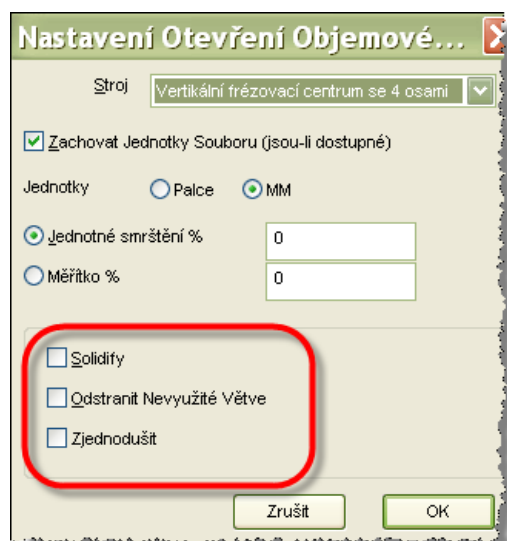 Nastavení Otevření Objemové...
Stroj Vertikální frézovací centrum se 4 osami
Zachovat Jednotky Souboru (jsou-li dostupné)
Jednotky Palce MM
Jednotné smrštění % 0
Měřítko % 0
Solidify
Odstranit Nevyužité Větve
Zjednodušit
Zrušit OK